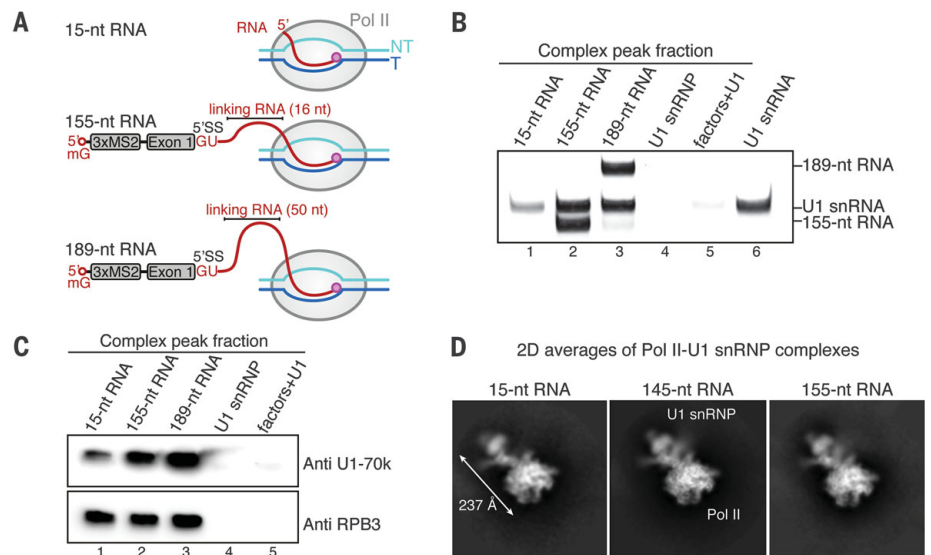 A
15-nt RNA
RNA 5'
Pol II
NT
T
155-nt RNA
linking RNA (16 nt)
5'SS
5'
mG
3xMS2
Exon 1
GU
linking RNA (50 nt)
189-nt RNA
5'SS
5'
mG
3xMS2
Exon 1
GU
B
Complex peak fraction
15-nt RNA
155-nt RNA
189-nt RNA
U1 snRNP
factors+U1
U1 snRNA
189-nt RNA
U1 snRNA
155-nt RNA
1 2 3 4 5 6
C
Complex peak fraction
15-nt RNA
155-nt RNA
189-nt RNA
U1 snRNP
factors+U1
Anti U1-70k
Anti RPB3
1 2 3 4 5
D
2D averages of Pol II-U1 snRNP complexes
15-nt RNA
145-nt RNA
155-nt RNA
U1 snRNP
237 Å
Pol II